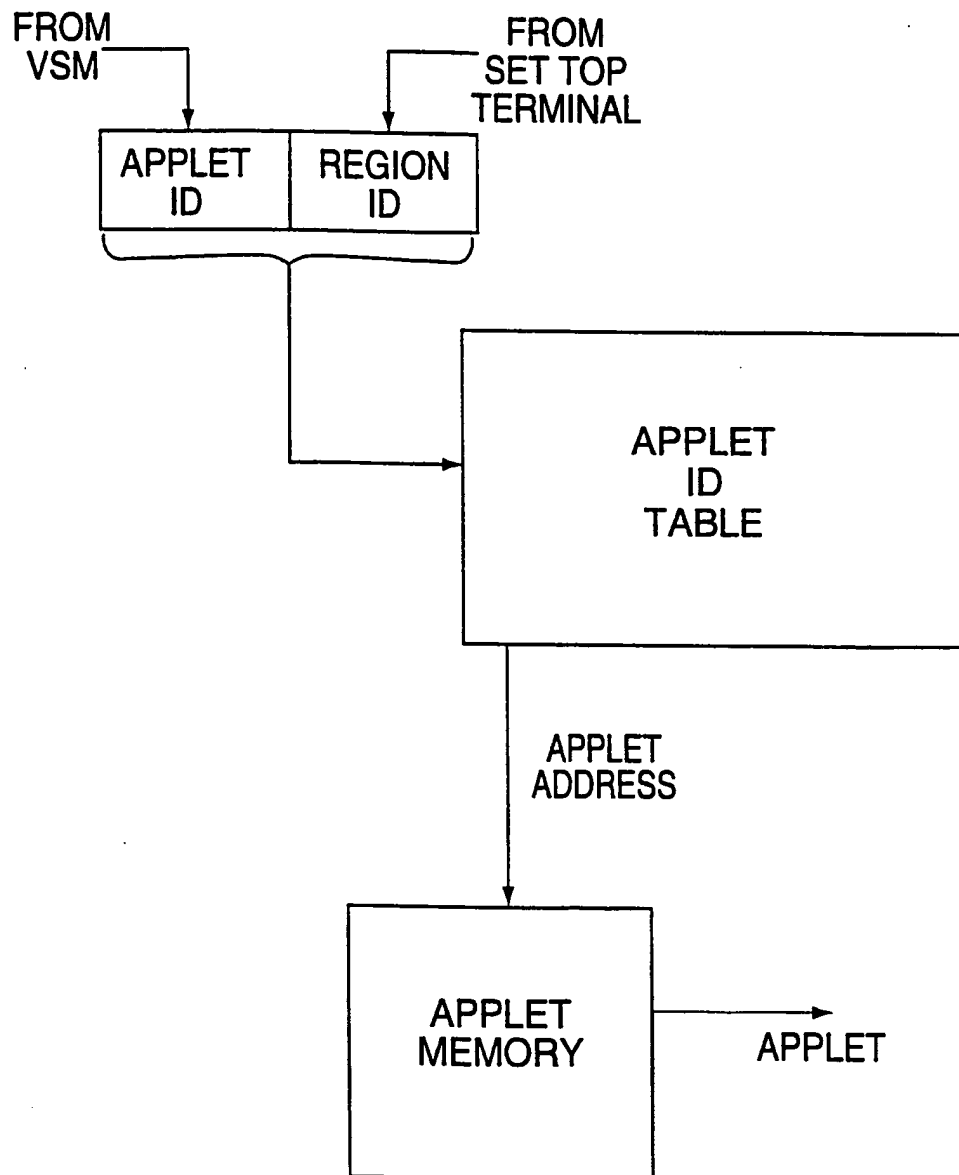 FROM
VSM
FROM
SET TOP
TERMINAL
APPLET
ID
REGION
ID
APPLET
ID
TABLE
APPLET
ADDRESS
APPLET
MEMORY
APPLET